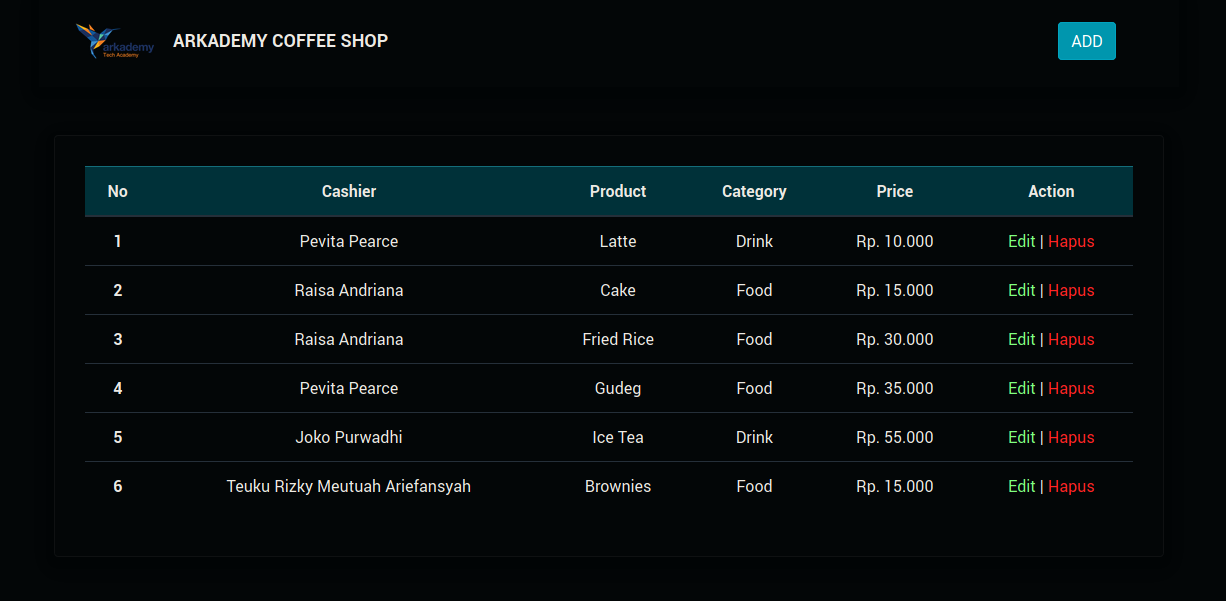 arkademy
Tech Academy
ARKADEMY COFFEE SHOP
ADD
No Cashier Product Category Price Action
1 Pevita Pearce Latte Drink Rp. 10.000 Edit | Hapus
2 Raisa Andriana Cake Food Rp. 15.000 Edit | Hapus
3 Raisa Andriana Fried Rice Food Rp. 30.000 Edit | Hapus
4 Pevita Pearce Gudeg Food Rp. 35.000 Edit | Hapus
5 Joko Purwadhi Ice Tea Drink Rp. 55.000 Edit | Hapus
6 Teuku Rizky Meutuah Ariefansyah Brownies Food Rp. 15.000 Edit | Hapus